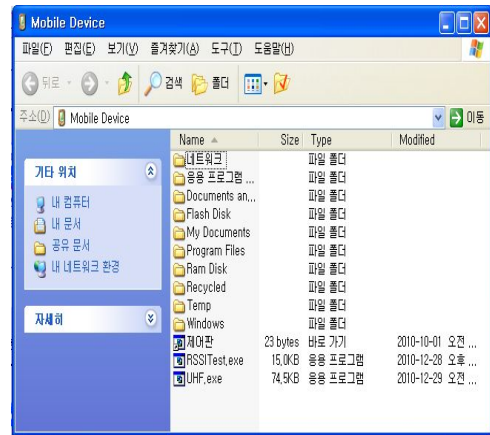 Mobile Device
파일(F) 편집(E) 보기(V) 즐겨찾기(A) 도구(T) 도움말(H)
뒤로 검색 폴더
주소(D) Mobile Device 이동
Name Size Type Modified
기타 위치
내 컴퓨터
내 문서
공유 문서
내 네트워크 환경
자세히
네트워크 파일 폴더
응용 프로그램 ... 파일 폴더
Documents an... 파일 폴더
Flash Disk 파일 폴더
My Documents 파일 폴더
Program Files 파일 폴더
Ram Disk 파일 폴더
Recycled 파일 폴더
Temp 파일 폴더
Windows 파일 폴더
제어판 23 bytes 바로 가기 2010-10-01 오전 ...
RSSITest.exe 15,0KB 응용 프로그램 2010-12-28 오후 ...
UHF.exe 74,5KB 응용 프로그램 2010-12-29 오전 ...